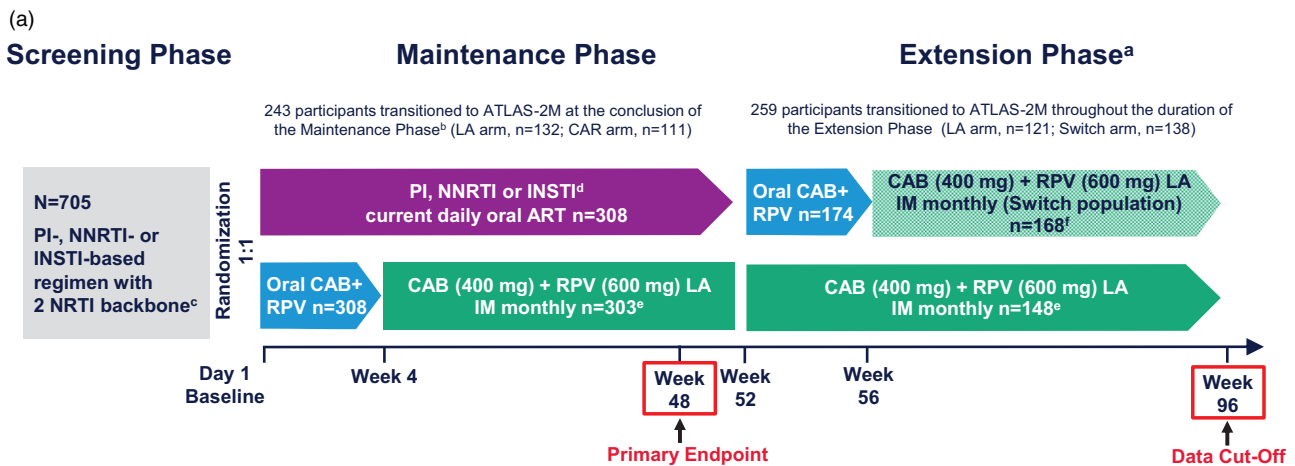 (a)
Screening Phase
Maintenance Phase
Extension Phaseᵃ
243 participants transitioned to ATLAS-2M at the conclusion of
the Maintenance Phaseᵇ (LA arm, n=132; CAR arm, n=111)
259 participants transitioned to ATLAS-2M throughout the duration of
the Extension Phase (LA arm, n=121; Switch arm, n=138)
N=705
PI-, NNRTI- or
INSTI-based
regimen with
2 NRTI backboneᶜ
Randomization
1:1
PI, NNRTI or INSTIᵈ
current daily oral ART n=308
Oral CAB+
RPV n=174
CAB (400 mg) + RPV (600 mg) LA
IM monthly (Switch population)
n=168ᶠ
Oral CAB+
RPV n=308
CAB (400 mg) + RPV (600 mg) LA
IM monthly n=303ᵉ
CAB (400 mg) + RPV (600 mg) LA
IM monthly n=148ᵉ
Day 1
Baseline
Week 4
Week
48
Week
52
Week
56
Week
96
Primary Endpoint
Data Cut-Off